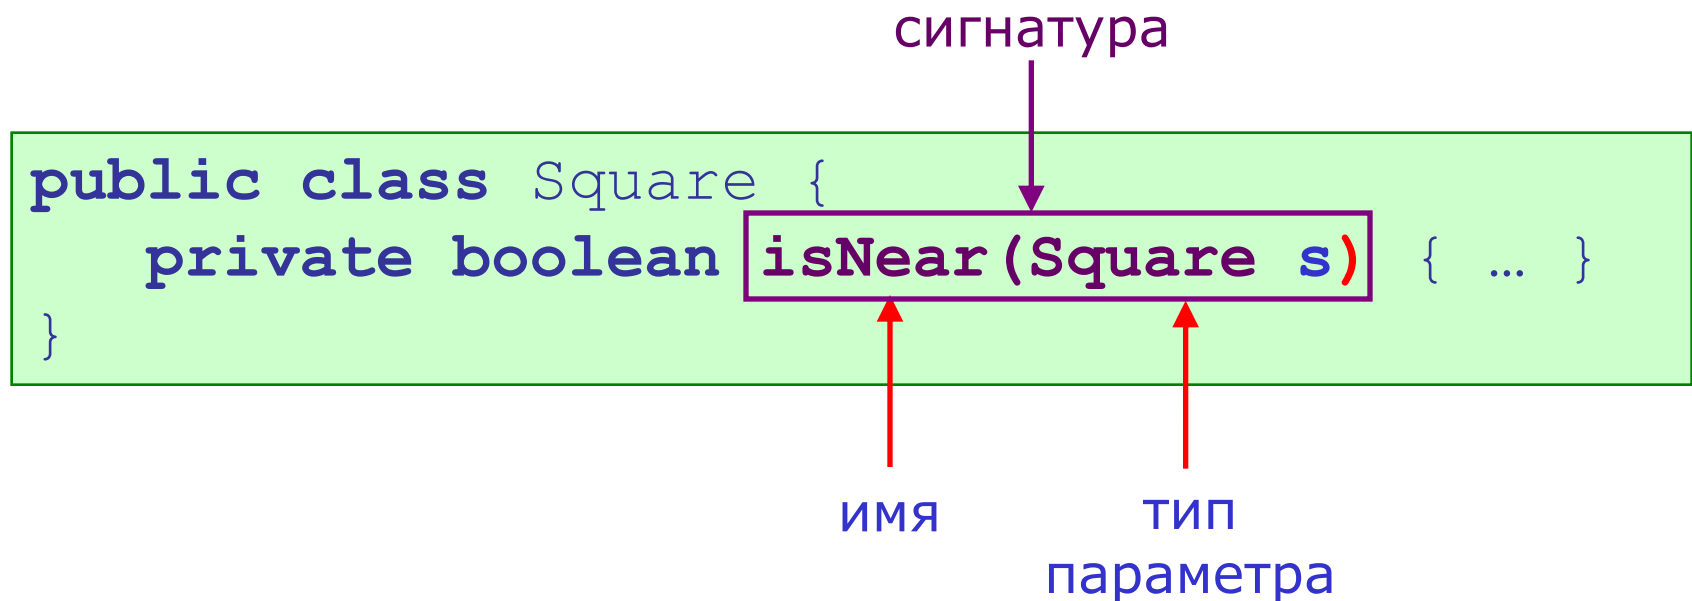 сигнатура
public class Square {
private boolean isNear(Square s) { … }
}
имя
тип
параметра